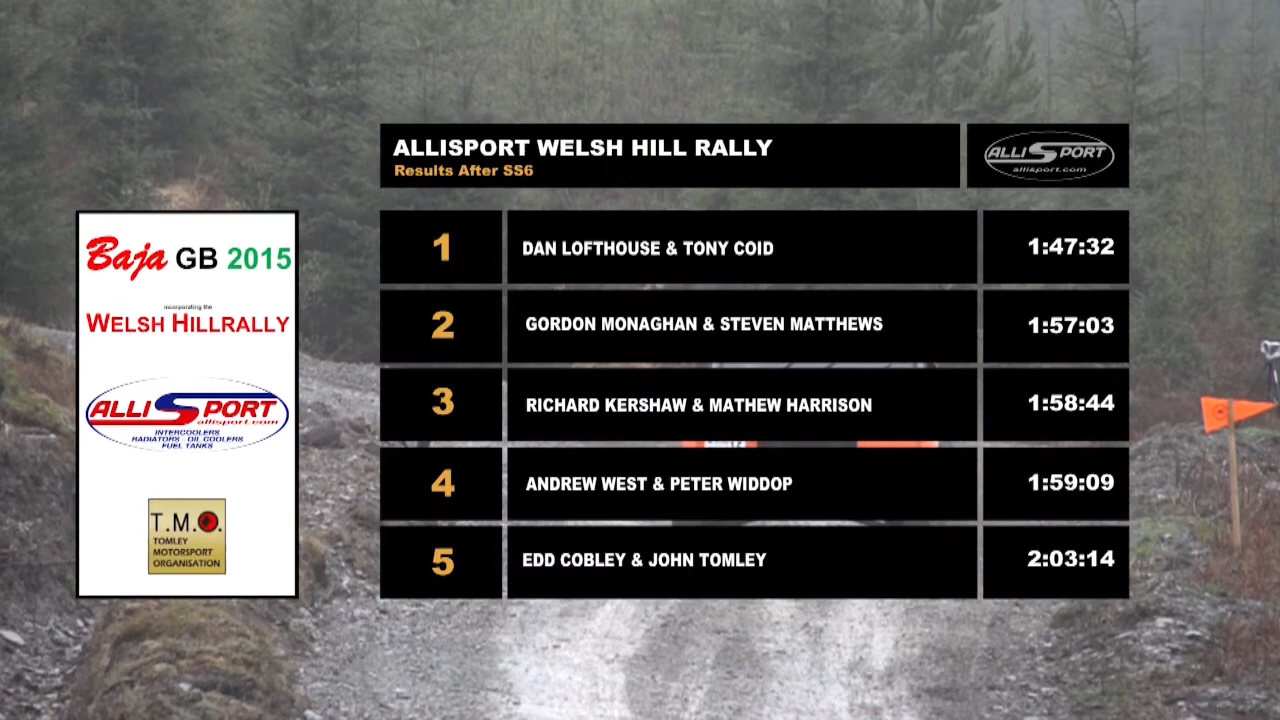 ALLISPORT WELSH HILL RALLY
Results After SS6
ALLISPORT
allisport.com
Baja GB 2015
incorporating the
WELSH HILLRALLY
ALLISPORT
allisport.com
INTERCOOLERS
RADIATORS - OIL COOLERS
FUEL TANKS
T.M.O.
TOMLEY
MOTORSPORT
ORGANISATION
1 DAN LOFTHOUSE & TONY COID 1:47:32
2 GORDON MONAGHAN & STEVEN MATTHEWS 1:57:03
3 RICHARD KERSHAW & MATHEW HARRISON 1:58:44
4 ANDREW WEST & PETER WIDDOP 1:59:09
5 EDD COBLEY & JOHN TOMLEY 2:03:14